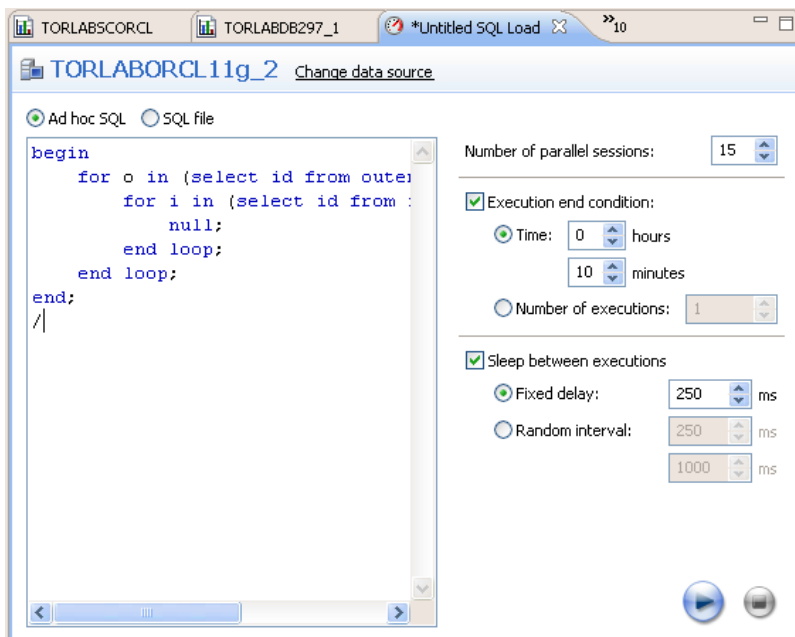 TORLABSCORCL TORLABDB297_1 *Untitled SQL Load »10
TORLABORCL11g_2 Change data source
Ad hoc SQL SQL file
begin
    for o in (select id from outer
        for i in (select id from
            null;
        end loop;
    end loop;
end;
/
Number of parallel sessions: 15
Execution end condition:
Time: 0 hours
10 minutes
Number of executions: 1
Sleep between executions
Fixed delay: 250 ms
Random interval: 250 ms
1000 ms